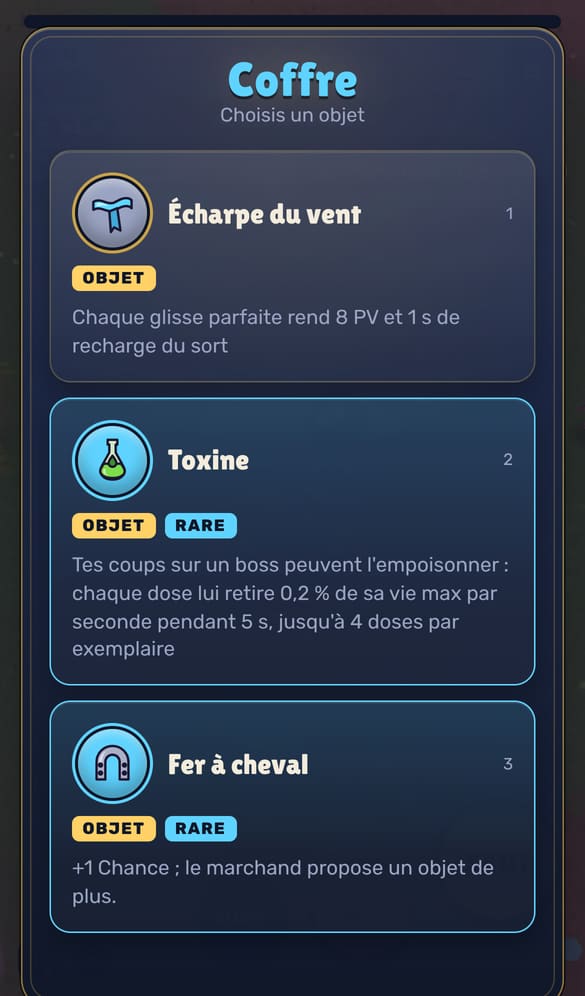 Coffre
Choisis un objet
Écharpe du vent
1
OBJET
Chaque glisse parfaite rend 8 PV et 1 s de
recharge du sort
Toxine
2
OBJET RARE
Tes coups sur un boss peuvent l'empoisonner :
chaque dose lui retire 0,2 % de sa vie max par
seconde pendant 5 s, jusqu'à 4 doses par
exemplaire
Fer à cheval
3
OBJET RARE
+1 Chance ; le marchand propose un objet de
plus.